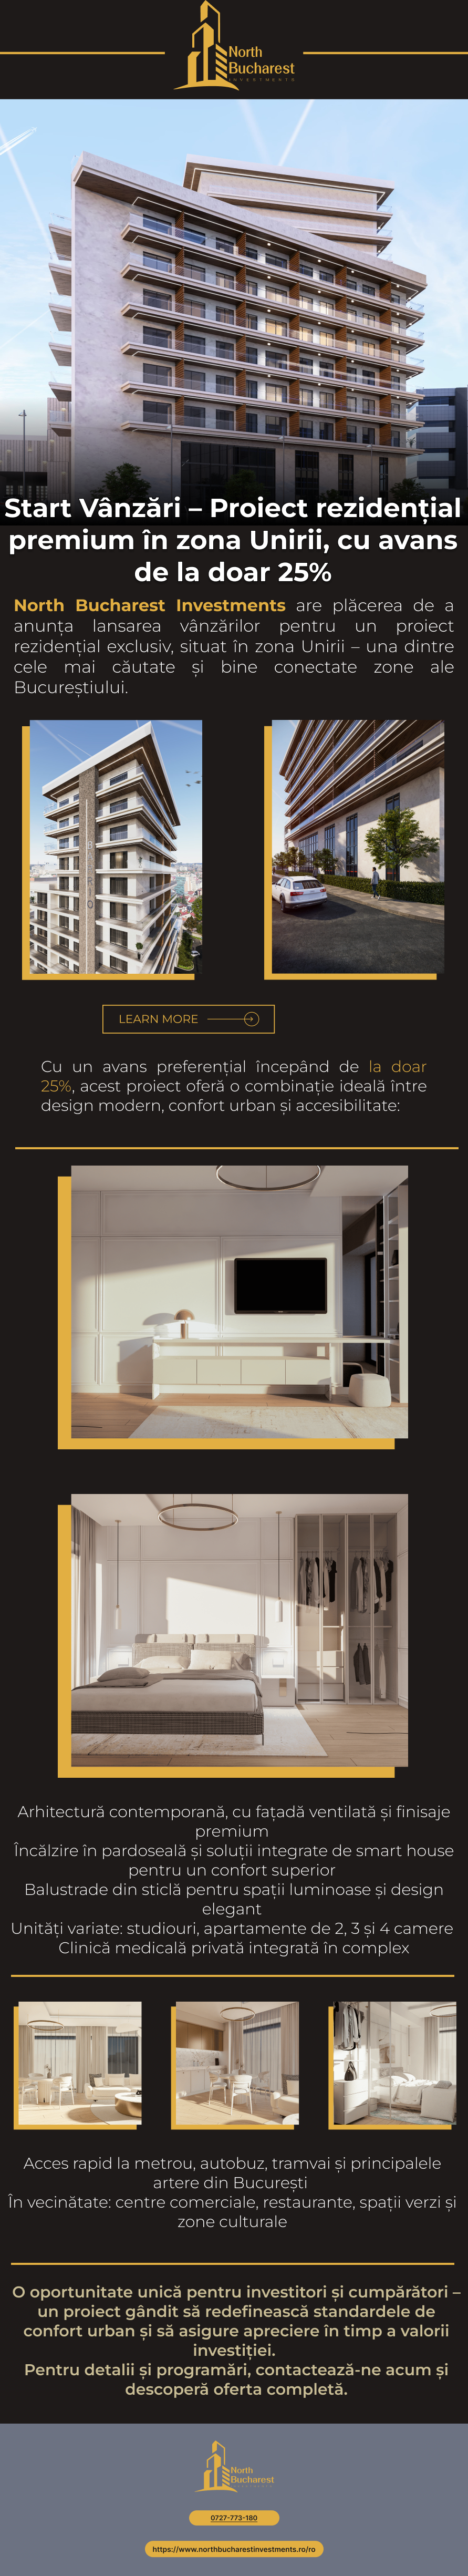 North
Bucharest
INVESTMENTS
Start Vânzări – Proiect rezidențial
premium în zona Unirii, cu avans
de la doar 25%
North Bucharest Investments are plăcerea de a
anunța lansarea vânzărilor pentru un proiect
rezidențial exclusiv, situat în zona Unirii – una dintre
cele mai căutate și bine conectate zone ale
Bucureștiului.
LEARN MORE
Cu un avans preferențial începând de la doar
25%, acest proiect oferă o combinație ideală între
design modern, confort urban și accesibilitate:
Arhitectură contemporană, cu fațadă ventilată și finisaje
premium
Încălzire în pardoseală și soluții integrate de smart house
pentru un confort superior
Balustrade din sticlă pentru spații luminoase și design
elegant
Unități variate: studiouri, apartamente de 2, 3 și 4 camere
Clinică medicală privată integrată în complex
Acces rapid la metrou, autobuz, tramvai și principalele
artere din București
În vecinătate: centre comerciale, restaurante, spații verzi și
zone culturale
O oportunitate unică pentru investitori și cumpărători –
un proiect gândit să redefinească standardele de
confort urban și să asigure apreciere în timp a valorii
investiției.
Pentru detalii și programări, contactează-ne acum și
descoperă oferta completă.
North
Bucharest
0727-773-180
https://www.northbucharestinvestments.ro/ro